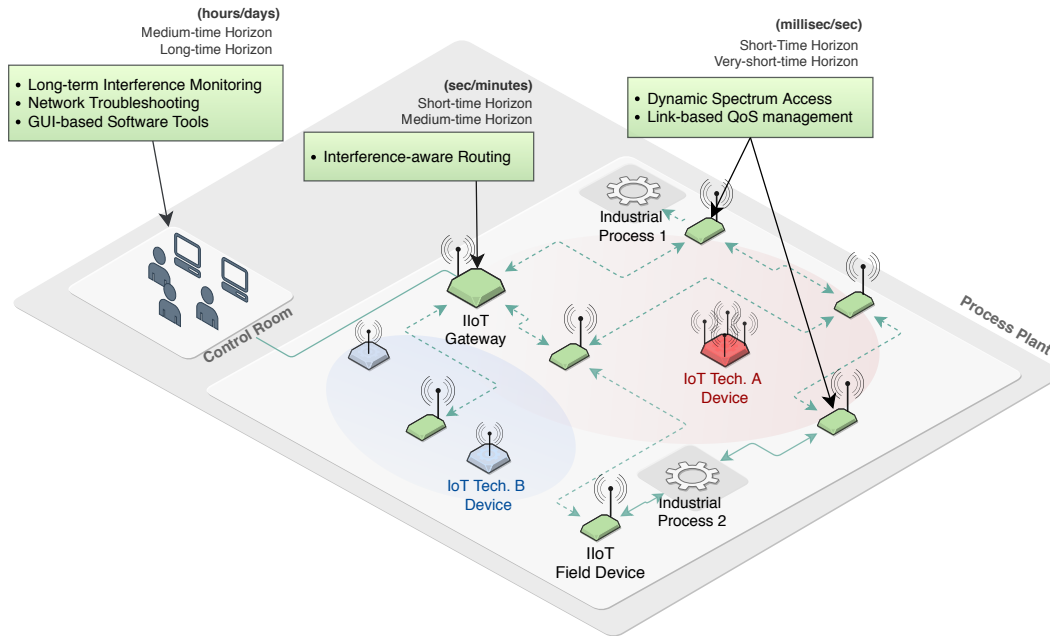 (hours/days)
Medium-time Horizon
Long-time Horizon
• Long-term Interference Monitoring
• Network Troubleshooting
• GUI-based Software Tools
(sec/minutes)
Short-time Horizon
Medium-time Horizon
• Interference-aware Routing
(millisec/sec)
Short-Time Horizon
Very-short-time Horizon
• Dynamic Spectrum Access
• Link-based QoS management
Industrial
Process 1
IIoT
Gateway
Control Room
Process Plant
IoT Tech. A
Device
IoT Tech. B
Device
Industrial
Process 2
IIoT
Field Device